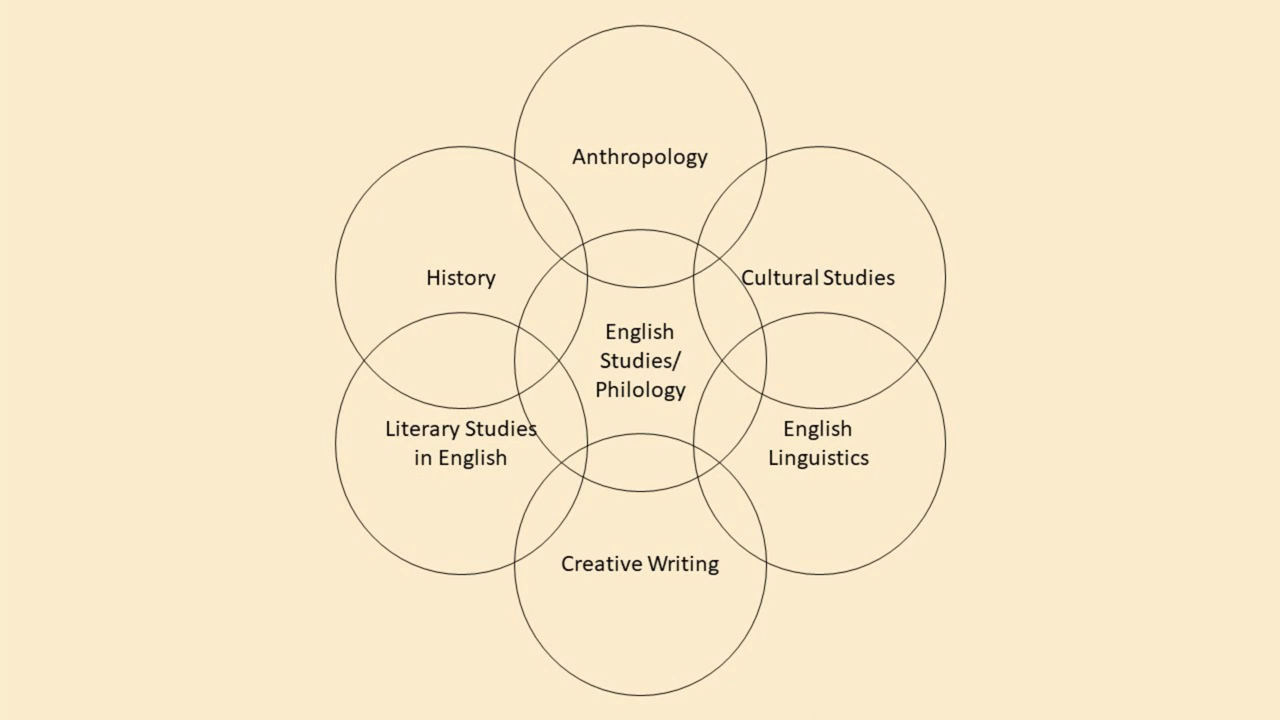 Anthropology
History
Cultural Studies
English
Studies/
Philology
Literary Studies
in English
English
Linguistics
Creative Writing